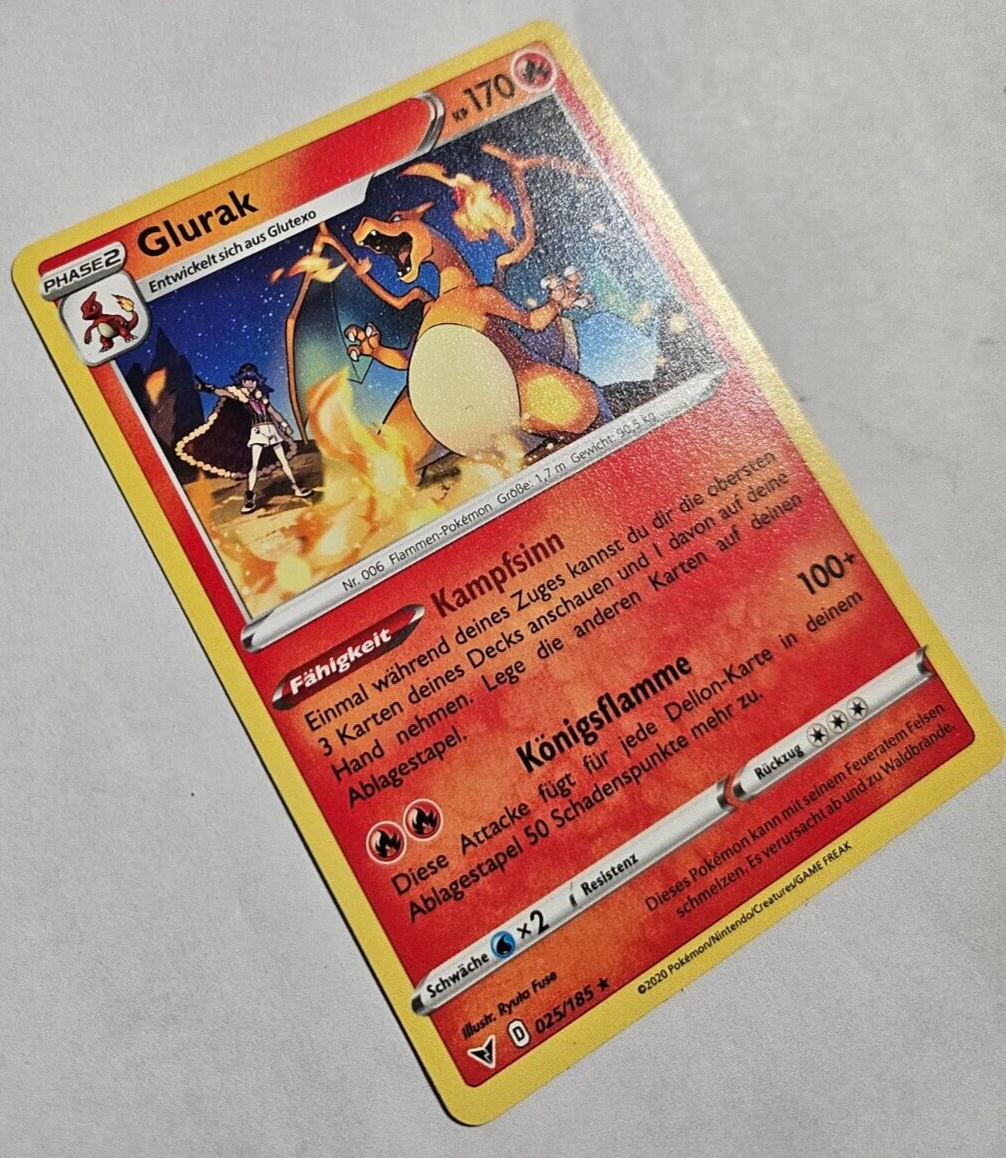 PHASE 2
Glurak
KP 170
Entwickelt sich aus Glutexo
Nr. 006 Flammen-Pokémon Größe: 1,7 m Gewicht: 90,5 kg
Fähigkeit Kampfsinn
Einmal während deines Zuges kannst du dir die obersten
3 Karten deines Decks anschauen und 1 davon auf deine
Hand nehmen. Lege die anderen Karten auf deinen
Ablagestapel.
Königsflamme 100+
Diese Attacke fügt für jede Delion-Karte in deinem
Ablagestapel 50 Schadenspunkte mehr zu.
Schwäche ×2 Resistenz Rückzug
Dieses Pokémon kann mit seinem Feueratem Felsen
schmelzen. Es verursacht ab und zu Waldbrände.
Illustr. Ryuta Fuse
D 025/185 ★
©2020 Pokémon/Nintendo/Creatures/GAME FREAK